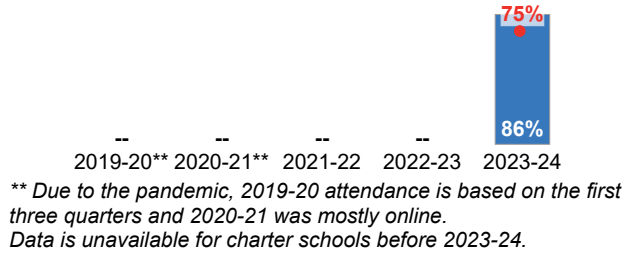 75%
86%
-- -- -- --
2019-20** 2020-21** 2021-22 2022-23 2023-24
** Due to the pandemic, 2019-20 attendance is based on the first
three quarters and 2020-21 was mostly online.
Data is unavailable for charter schools before 2023-24.